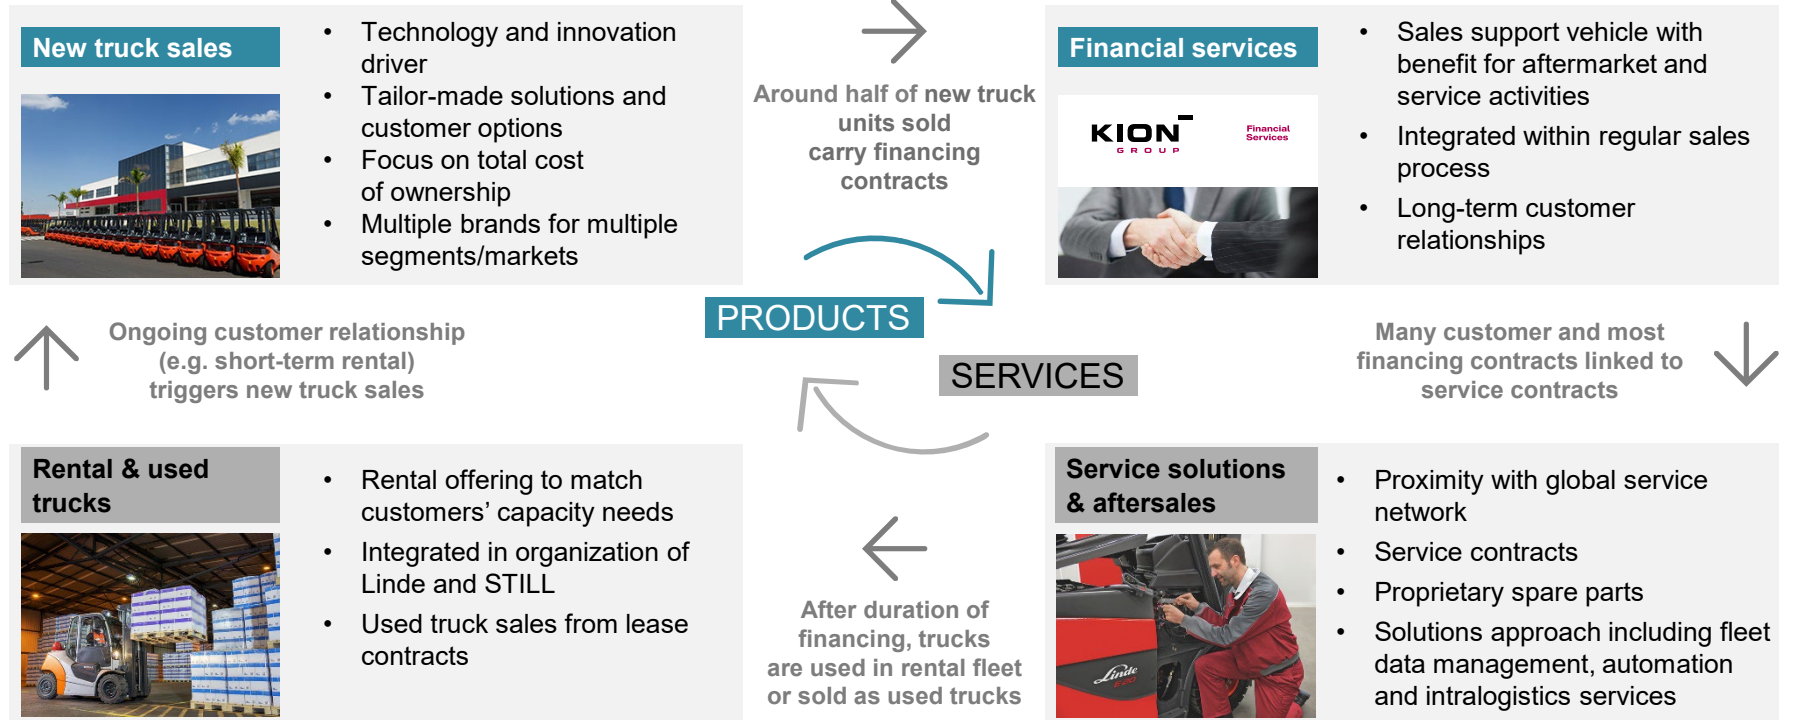 New truck sales
• Technology and innovation
driver
• Tailor-made solutions and
customer options
• Focus on total cost
of ownership
• Multiple brands for multiple
segments/markets
Around half of new truck
units sold
carry financing
contracts
Financial services
KION
GROUP
Financial
Services
• Sales support vehicle with
benefit for aftermarket and
service activities
• Integrated within regular sales
process
• Long-term customer
relationships
PRODUCTS
SERVICES
Ongoing customer relationship
(e.g. short-term rental)
triggers new truck sales
Many customer and most
financing contracts linked to
service contracts
Rental & used
trucks
• Rental offering to match
customers’ capacity needs
• Integrated in organization of
Linde and STILL
• Used truck sales from lease
contracts
After duration of
financing, trucks
are used in rental fleet
or sold as used trucks
Service solutions
& aftersales
Linde
• Proximity with global service
network
• Service contracts
• Proprietary spare parts
• Solutions approach including fleet
data management, automation
and intralogistics services